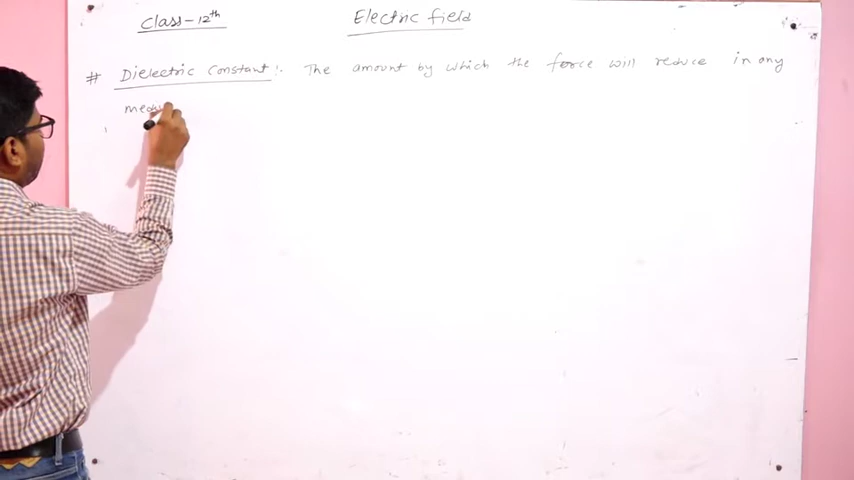 Class-12th
Electric field
# Dielectric Constant :- The amount by which the force will reduce in any
mediu